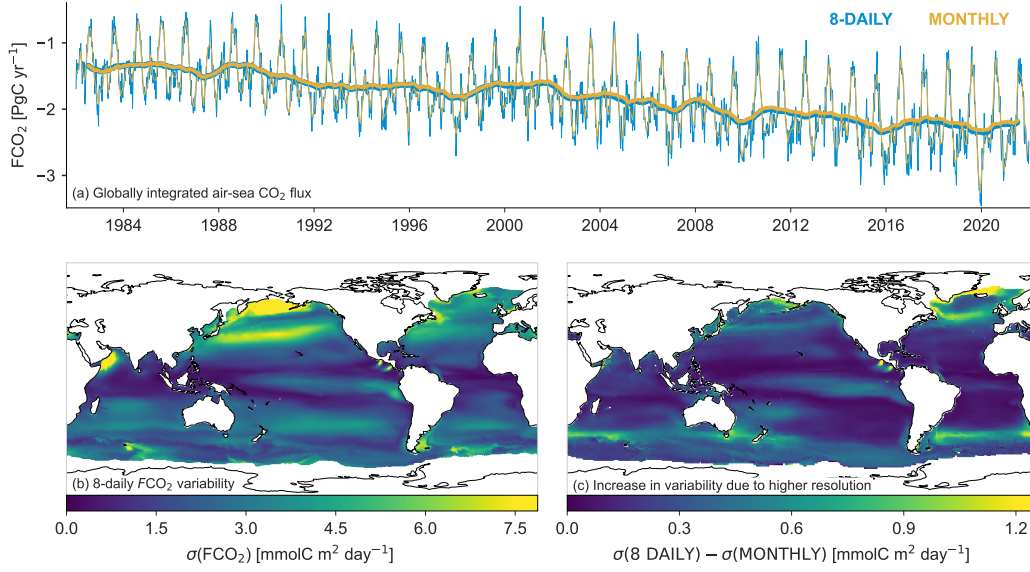 8-DAILY MONTHLY
FCO₂ [PgC yr⁻¹]
−1
−2
−3
(a) Globally integrated air-sea CO₂ flux
1984 1988 1992 1996 2000 2004 2008 2012 2016 2020
(b) 8-daily FCO₂ variability
0.0 1.5 3.0 4.5 6.0 7.5
σ(FCO₂) [mmolC m² day⁻¹]
(c) Increase in variability due to higher resolution
0.0 0.3 0.6 0.9 1.2
σ(8 DAILY) − σ(MONTHLY) [mmolC m² day⁻¹]